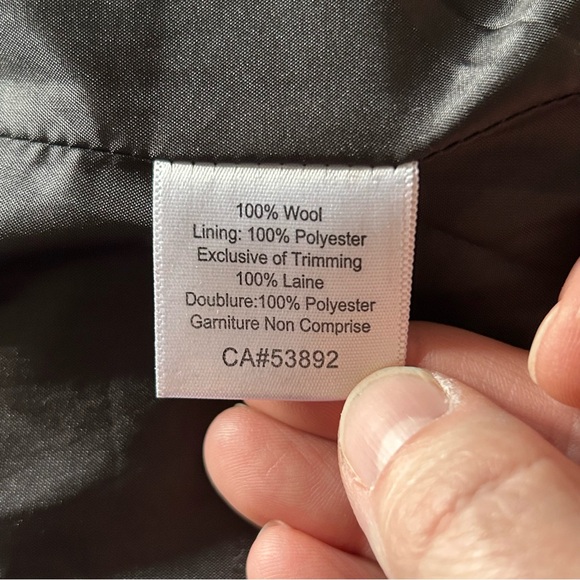 100% Wool
Lining: 100% Polyester
Exclusive of Trimming
100% Laine
Doublure:100% Polyester
Garniture Non Comprise
CA#53892